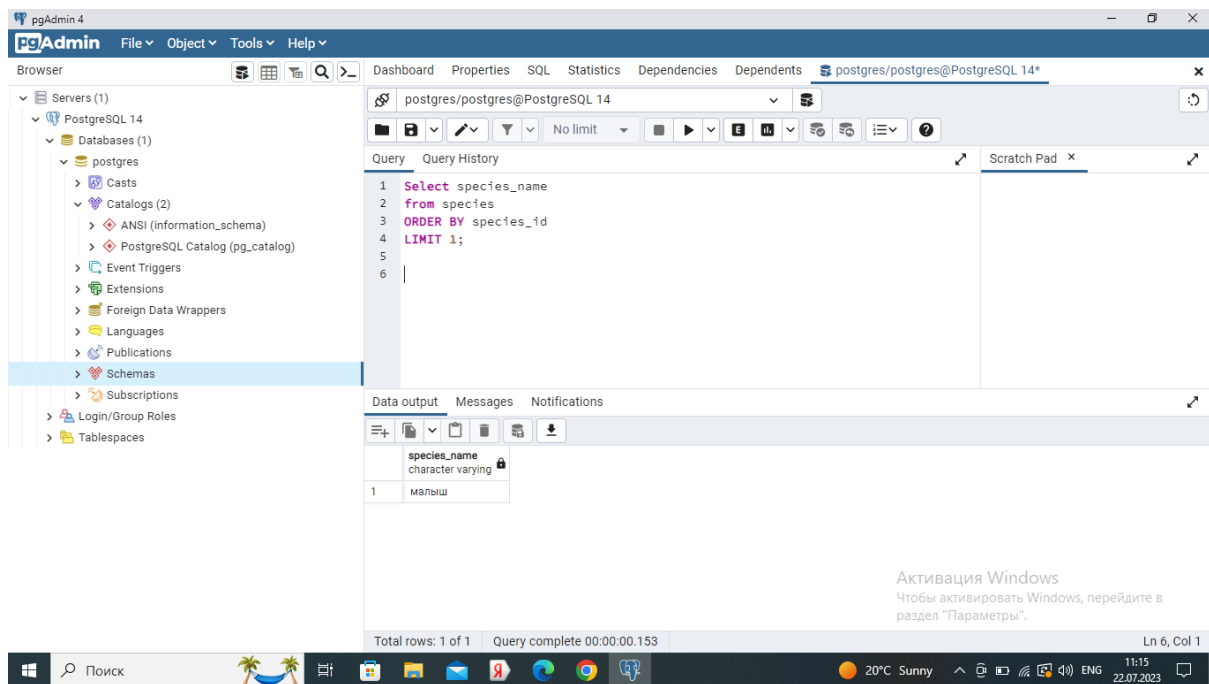 pgAdmin 4
pgAdmin File Object Tools Help
Browser
Dashboard Properties SQL Statistics Dependencies Dependents postgres/postgres@PostgreSQL 14*
Servers (1)
PostgreSQL 14
Databases (1)
postgres
Casts
Catalogs (2)
ANSI (information_schema)
PostgreSQL Catalog (pg_catalog)
Event Triggers
Extensions
Foreign Data Wrappers
Languages
Publications
Schemas
Subscriptions
Login/Group Roles
Tablespaces
postgres/postgres@PostgreSQL 14
No limit
E
Query Query History
Scratch Pad
1 Select species_name
2 from species
3 ORDER BY species_id
4 LIMIT 1;
5
6
Data output Messages Notifications
species_name
character varying
1 малыш
Активация Windows
Чтобы активировать Windows, перейдите в
раздел "Параметры".
Total rows: 1 of 1 Query complete 00:00:00.153 Ln 6, Col 1
Поиск
Я
20°C Sunny
ENG
11:15
22.07.2023